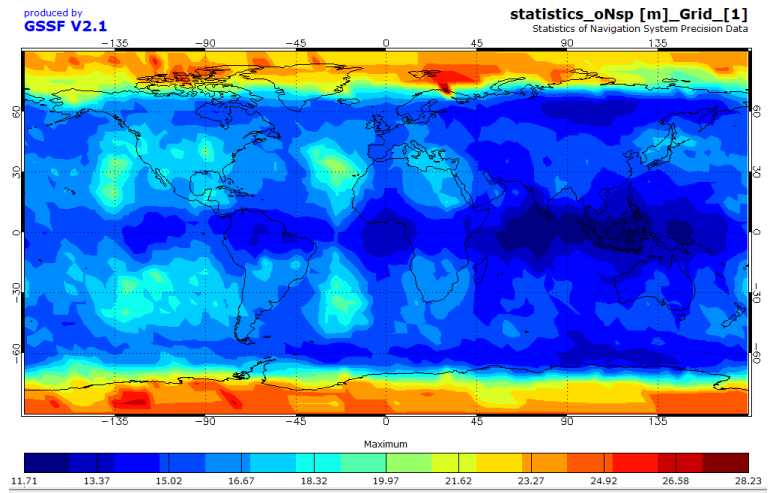 produced by
GSSF V2.1
statistics_oNsp [m]_Grid_[1]
Statistics of Navigation System Precision Data
-135 -90 -45 0 45 90 135
60 60
30 30
0 0
-30 -30
-60 -60
-135 -90 -45 0 45 90 135
Maximum
11.71 13.37 15.02 16.67 18.32 19.97 21.62 23.27 24.92 26.58 28.23